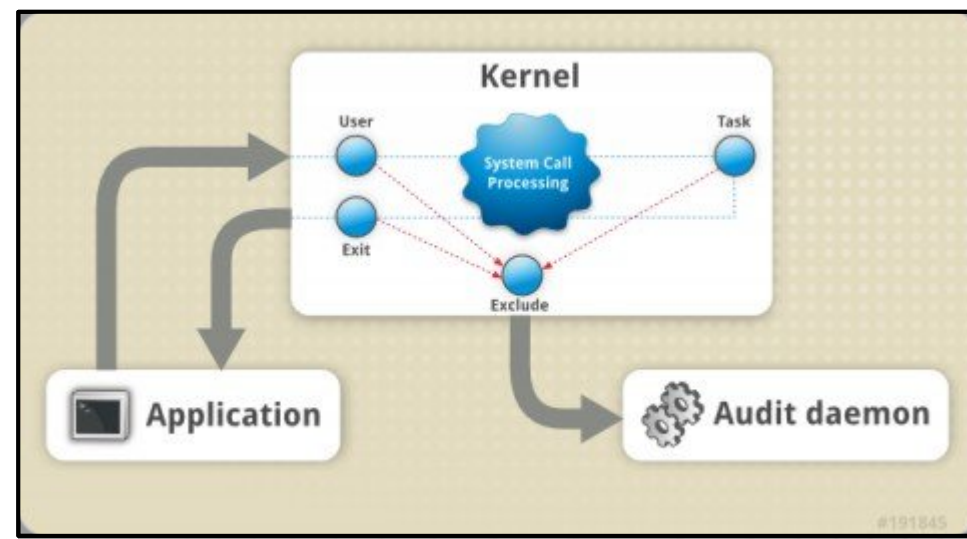 Kernel
User
Task
System Call
Processing
Exit
Exclude
Application
Audit daemon
#191845